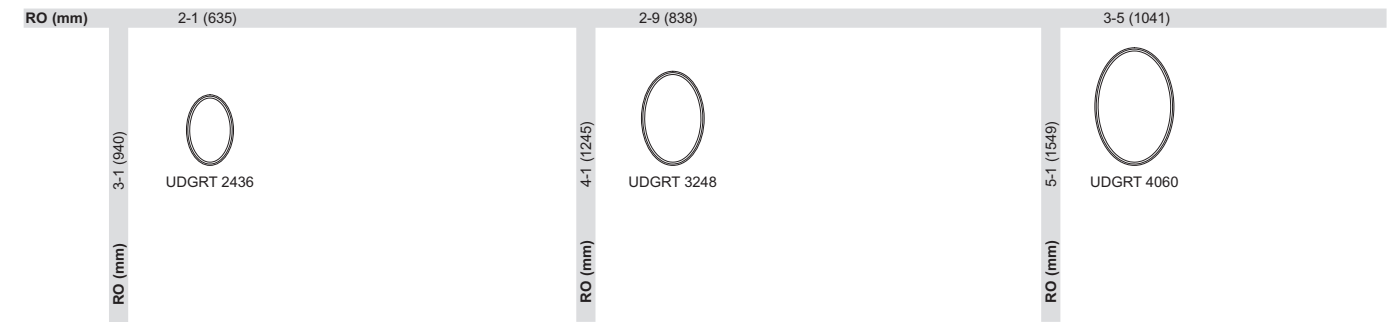 RO (mm) 2-1 (635) 2-9 (838) 3-5 (1041)
3-1 (940)
RO (mm)
UDGRT 2436
4-1 (1245)
RO (mm)
UDGRT 3248
5-1 (1549)
RO (mm)
UDGRT 4060